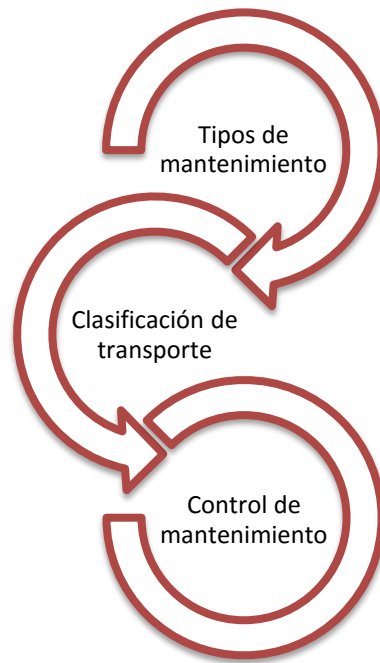 Tipos de
mantenimiento
Clasificación de
transporte
Control de
mantenimiento